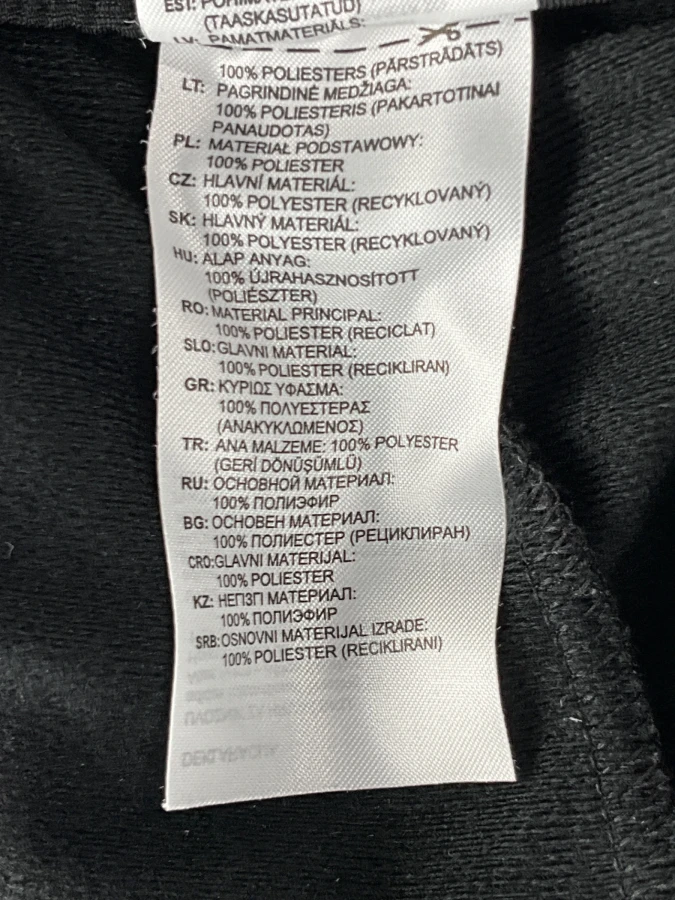 EST:
(TAASKASUTATUD)
LV: PAMATMATERIĀLS:
100% POLIESTERS (PĀRSTRĀDĀTS)
LT: PAGRINDINĖ MEDŽIAGA:
100% POLIESTERIS (PAKARTOTINAI
PANAUDOTAS)
PL: MATERIAŁ PODSTAWOWY:
100% POLIESTER
CZ: HLAVNÍ MATERIÁL:
100% POLYESTER (RECYKLOVANÝ)
SK: HLAVNÝ MATERIÁL:
100% POLYESTER (RECYKLOVANÝ)
HU: ALAP ANYAG:
100% ÚJRAHASZNOSÍTOTT
(POLIÉSZTER)
RO: MATERIAL PRINCIPAL:
100% POLIESTER (RECICLAT)
SLO: GLAVNI MATERIAL:
100% POLIESTER (RECIKLIRAN)
GR: ΚΥΡΙΩΣ ΥΦΑΣΜΑ:
100% ΠΟΛΥΕΣΤΕΡΑΣ
(ΑΝΑΚΥΚΛΩΜΕΝΟΣ)
TR: ANA MALZEME: 100% POLYESTER
(GERİ DÖNÜŞÜMLÜ)
RU: ОСНОВНОЙ МАТЕРИАЛ:
100% ПОЛИЭФИР
BG: ОСНОВЕН МАТЕРИАЛ:
100% ПОЛИЕСТЕР (РЕЦИКЛИРАН)
CRO: GLAVNI MATERIJAL:
100% POLIESTER
KZ: НЕГІЗГІ МАТЕРИАЛ:
100% ПОЛИЭФИР
SRB: OSNOVNI MATERIJAL IZRADE:
100% POLIESTER (RECIKLIRANI)